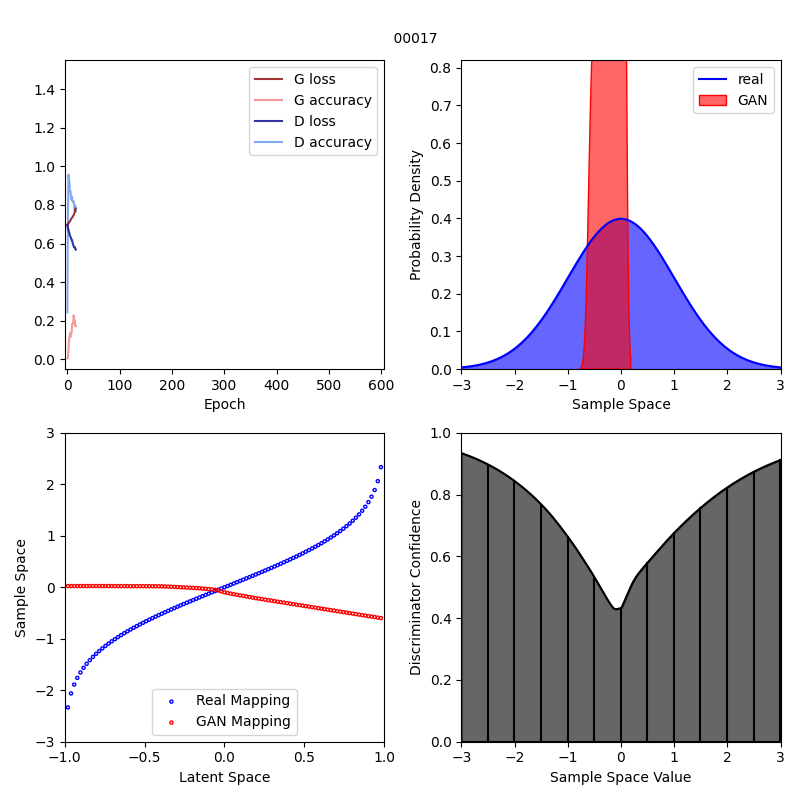 00017
1.4
1.2
1.0
0.8
0.6
0.4
0.2
0.0
0 100 200 300 400 500 600
Epoch
G loss
G accuracy
D loss
D accuracy
Probability Density
0.8
0.7
0.6
0.5
0.4
0.3
0.2
0.1
0.0
−3 −2 −1 0 1 2 3
Sample Space
real
GAN
Sample Space
3
2
1
0
−1
−2
−3
−1.0 −0.5 0.0 0.5 1.0
Latent Space
Real Mapping
GAN Mapping
Discriminator Confidence
1.0
0.8
0.6
0.4
0.2
0.0
−3 −2 −1 0 1 2 3
Sample Space Value